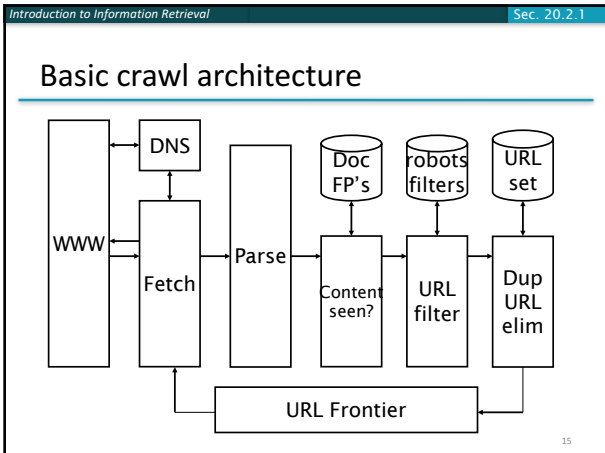 Introduction to Information Retrieval
Sec. 20.2.1
Basic crawl architecture
WWW
DNS
Fetch
Parse
Doc
FP's
robots
filters
URL
set
Content
seen?
URL
filter
Dup
URL
elim
URL Frontier
15